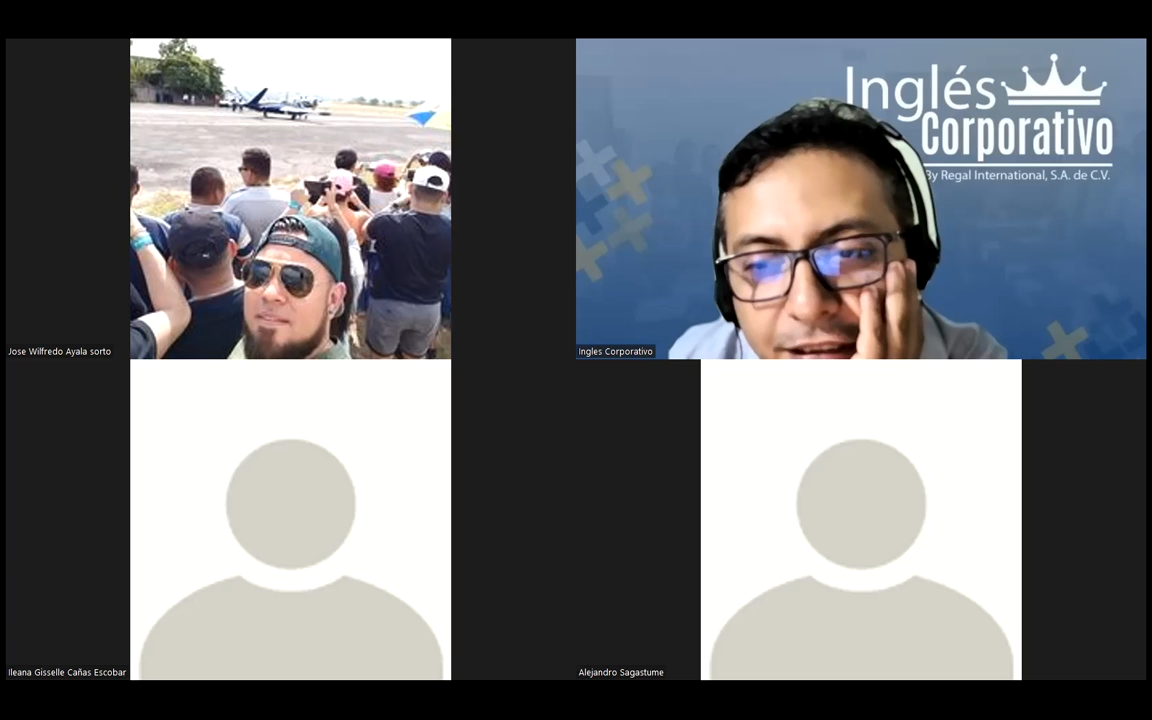 Inglés
Corporativo
By Regal International, S.A. de C.V.
Jose Wilfredo Ayala sorto
Ingles Corporativo
Ileana Gisselle Cañas Escobar
Alejandro Sagastume